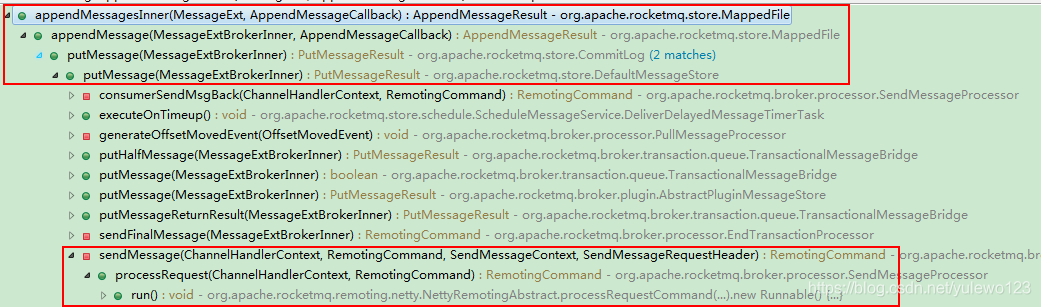 appendMessagesInner(MessageExt, AppendMessageCallback) : AppendMessageResult - org.apache.rocketmq.store.MappedFile
appendMessage(MessageExtBrokerInner, AppendMessageCallback) : AppendMessageResult - org.apache.rocketmq.store.MappedFile
putMessage(MessageExtBrokerInner) : PutMessageResult - org.apache.rocketmq.store.CommitLog (2 matches)
putMessage(MessageExtBrokerInner) : PutMessageResult - org.apache.rocketmq.store.DefaultMessageStore
consumerSendMsgBack(ChannelHandlerContext, RemotingCommand) : RemotingCommand - org.apache.rocketmq.broker.processor.SendMessageProcessor
executeOnTimeup() : void - org.apache.rocketmq.store.schedule.ScheduleMessageService.DeliverDelayedMessageTimerTask
generateOffsetMovedEvent(OffsetMovedEvent) : void - org.apache.rocketmq.broker.processor.PullMessageProcessor
putHalfMessage(MessageExtBrokerInner) : PutMessageResult - org.apache.rocketmq.broker.transaction.queue.TransactionalMessageBridge
putMessage(MessageExtBrokerInner) : boolean - org.apache.rocketmq.broker.transaction.queue.TransactionalMessageBridge
putMessage(MessageExtBrokerInner) : PutMessageResult - org.apache.rocketmq.broker.plugin.AbstractPluginMessageStore
putMessageReturnResult(MessageExtBrokerInner) : PutMessageResult - org.apache.rocketmq.broker.transaction.queue.TransactionalMessageBridge
sendFinalMessage(MessageExtBrokerInner) : RemotingCommand - org.apache.rocketmq.broker.processor.EndTransactionProcessor
sendMessage(ChannelHandlerContext, RemotingCommand, SendMessageContext, SendMessageRequestHeader) : RemotingCommand - org.apache.rocketmq.bro
processRequest(ChannelHandlerContext, RemotingCommand) : RemotingCommand - org.apache.rocketmq.broker.processor.SendMessageProcessor
run() : void - org.apache.rocketmq.remoting.netty.NettyRemotingAbstract.processRequestCommand(...).new Runnable() {...}
https://blog.csdn.net/yulewo123